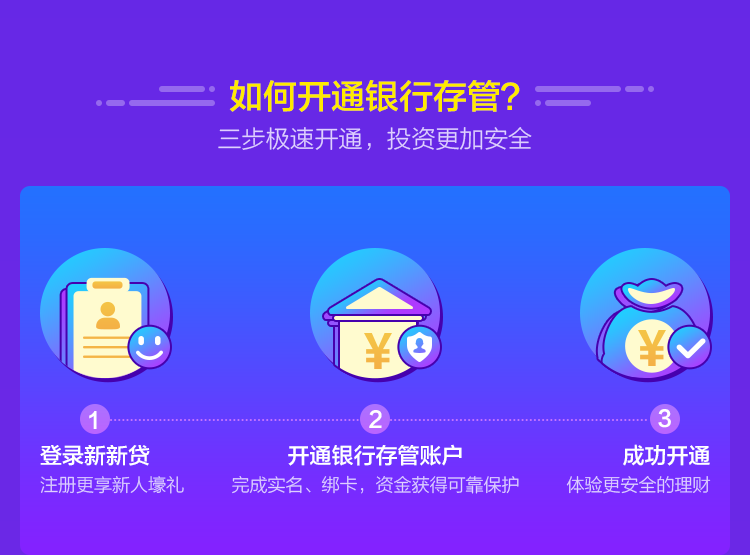 如何开通银行存管?
三步极速开通，投资更加安全
¥
¥
1
2
3
登录新新贷
开通银行存管账户
成功开通
注册更享新人壕礼
完成实名、绑卡，资金获得可靠保护
体验更安全的理财